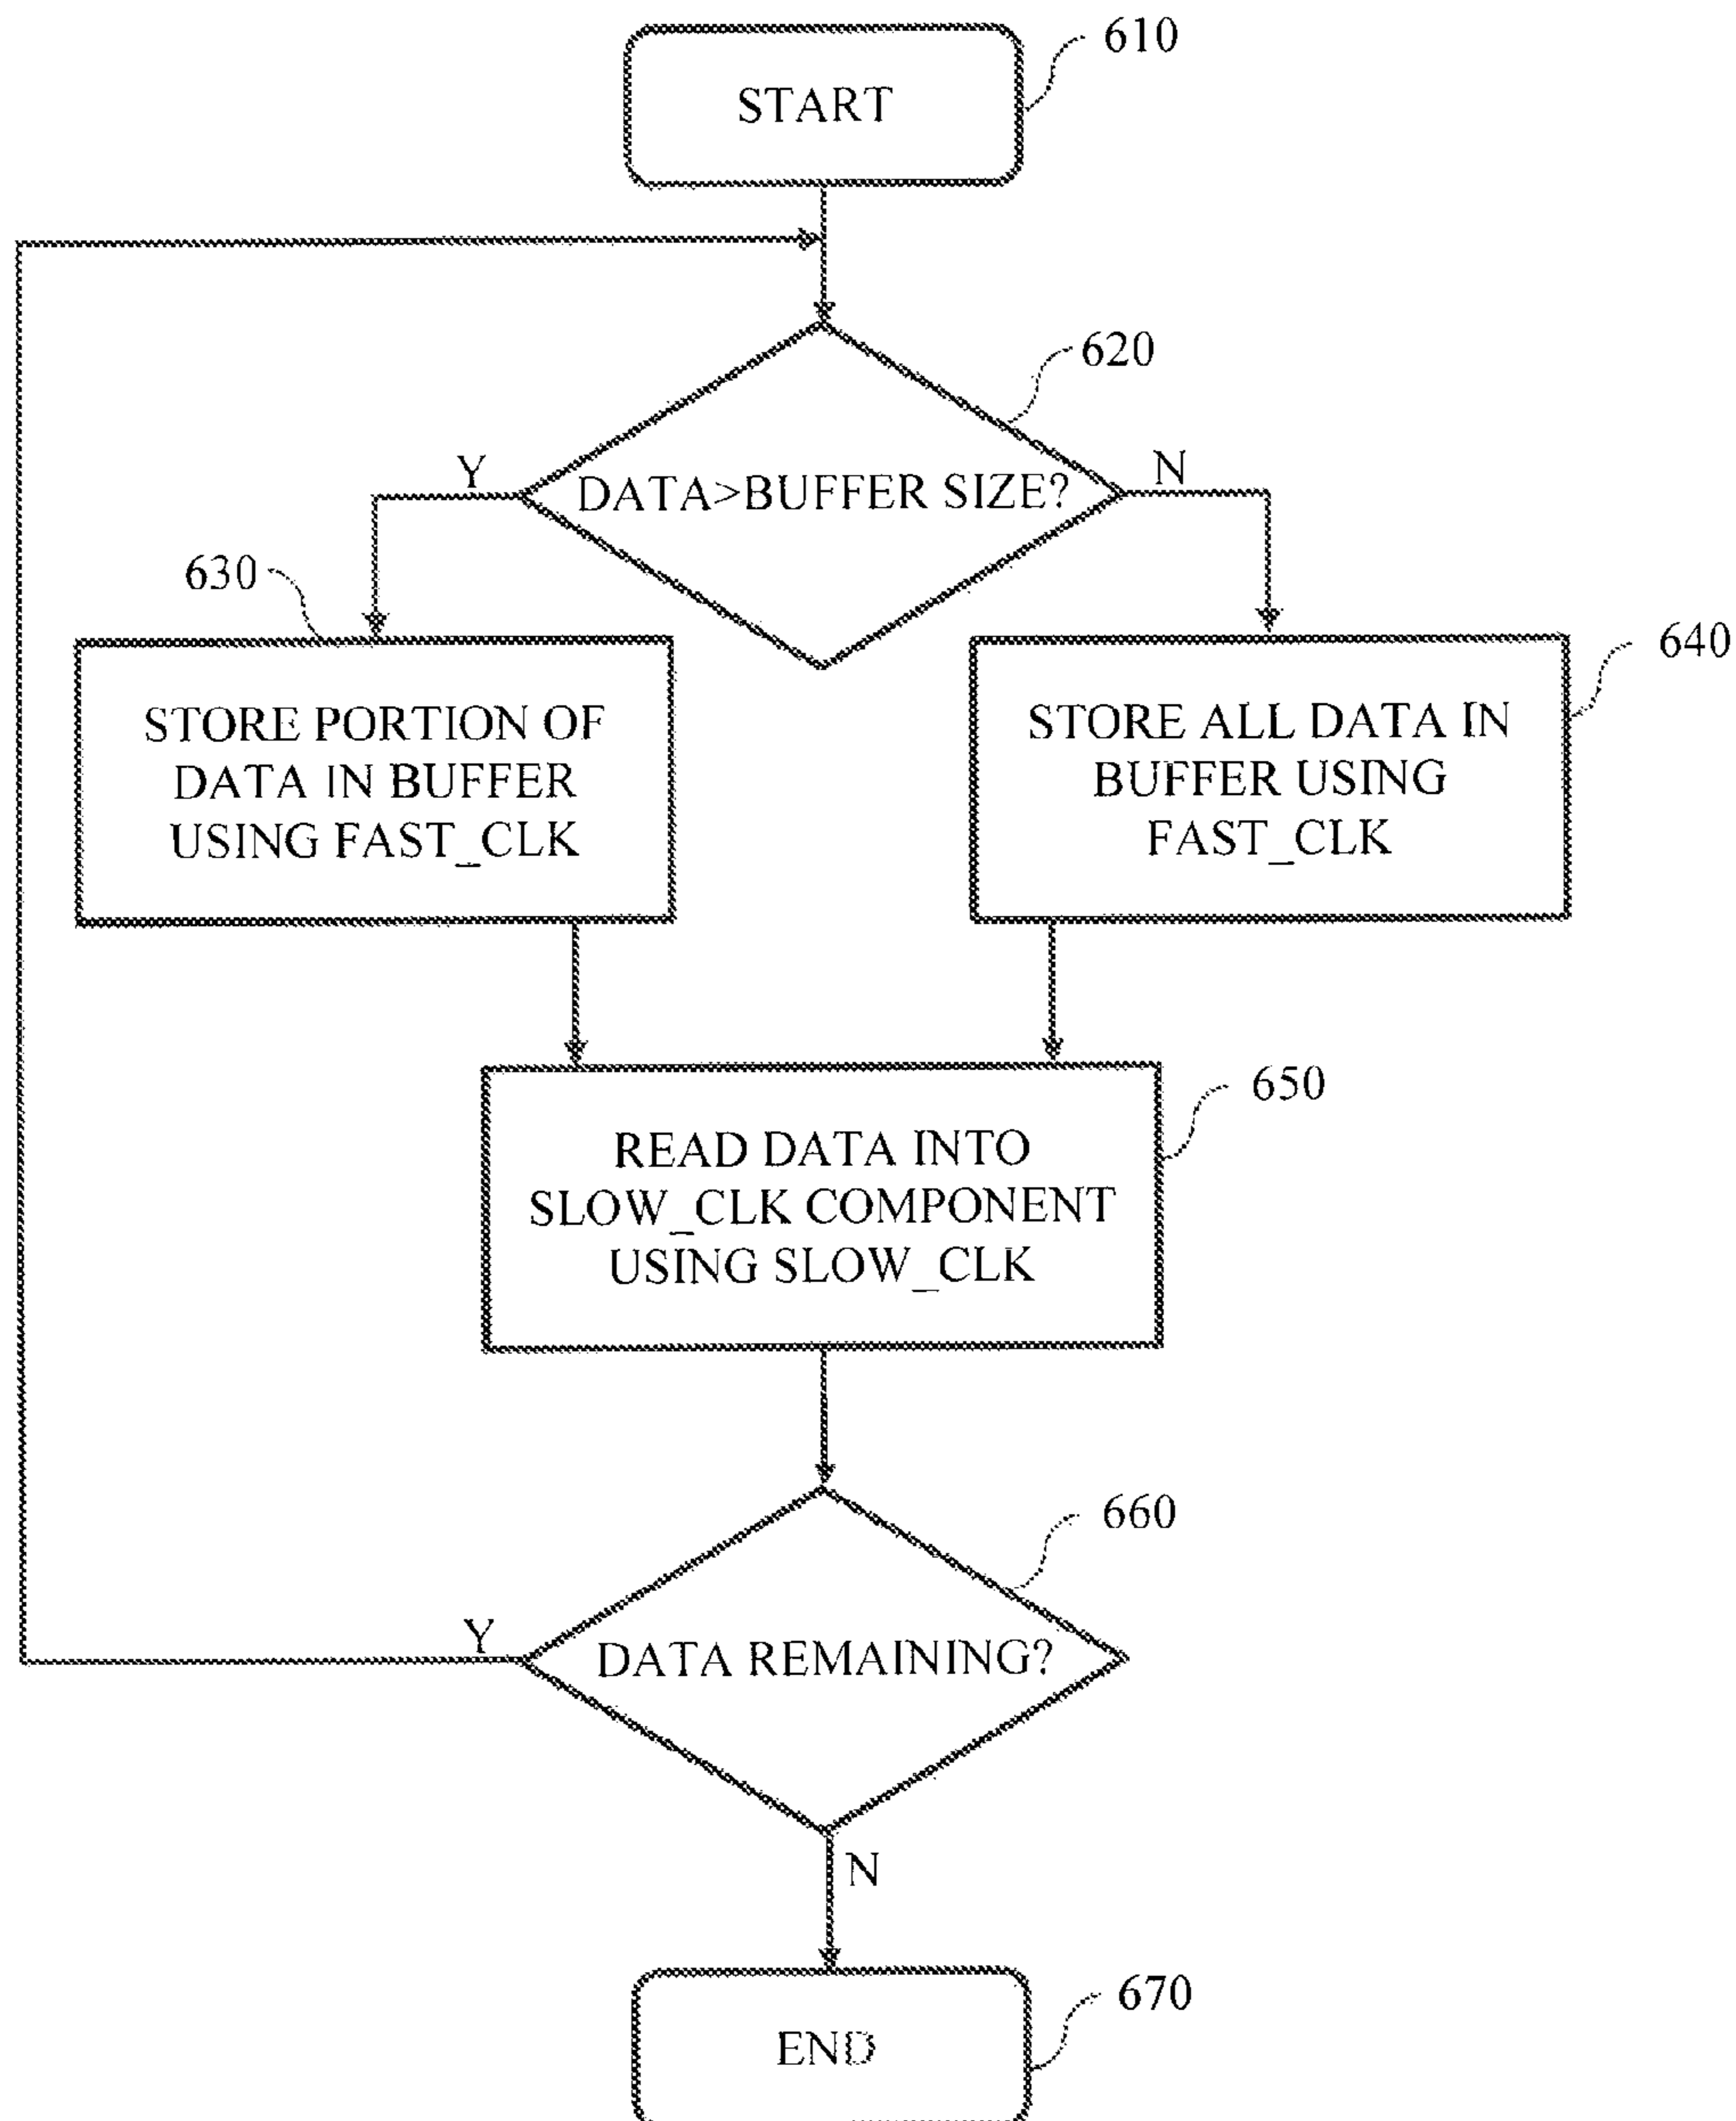 610
START
620
Y
N
DATA>BUFFER SIZE?
630
640
STORE PORTION OF
DATA IN BUFFER
USING FAST_CLK
STORE ALL DATA IN
BUFFER USING
FAST_CLK
650
READ DATA INTO
SLOW_CLK COMPONENT
USING SLOW_CLK
660
Y
DATA REMAINING?
N
670
END